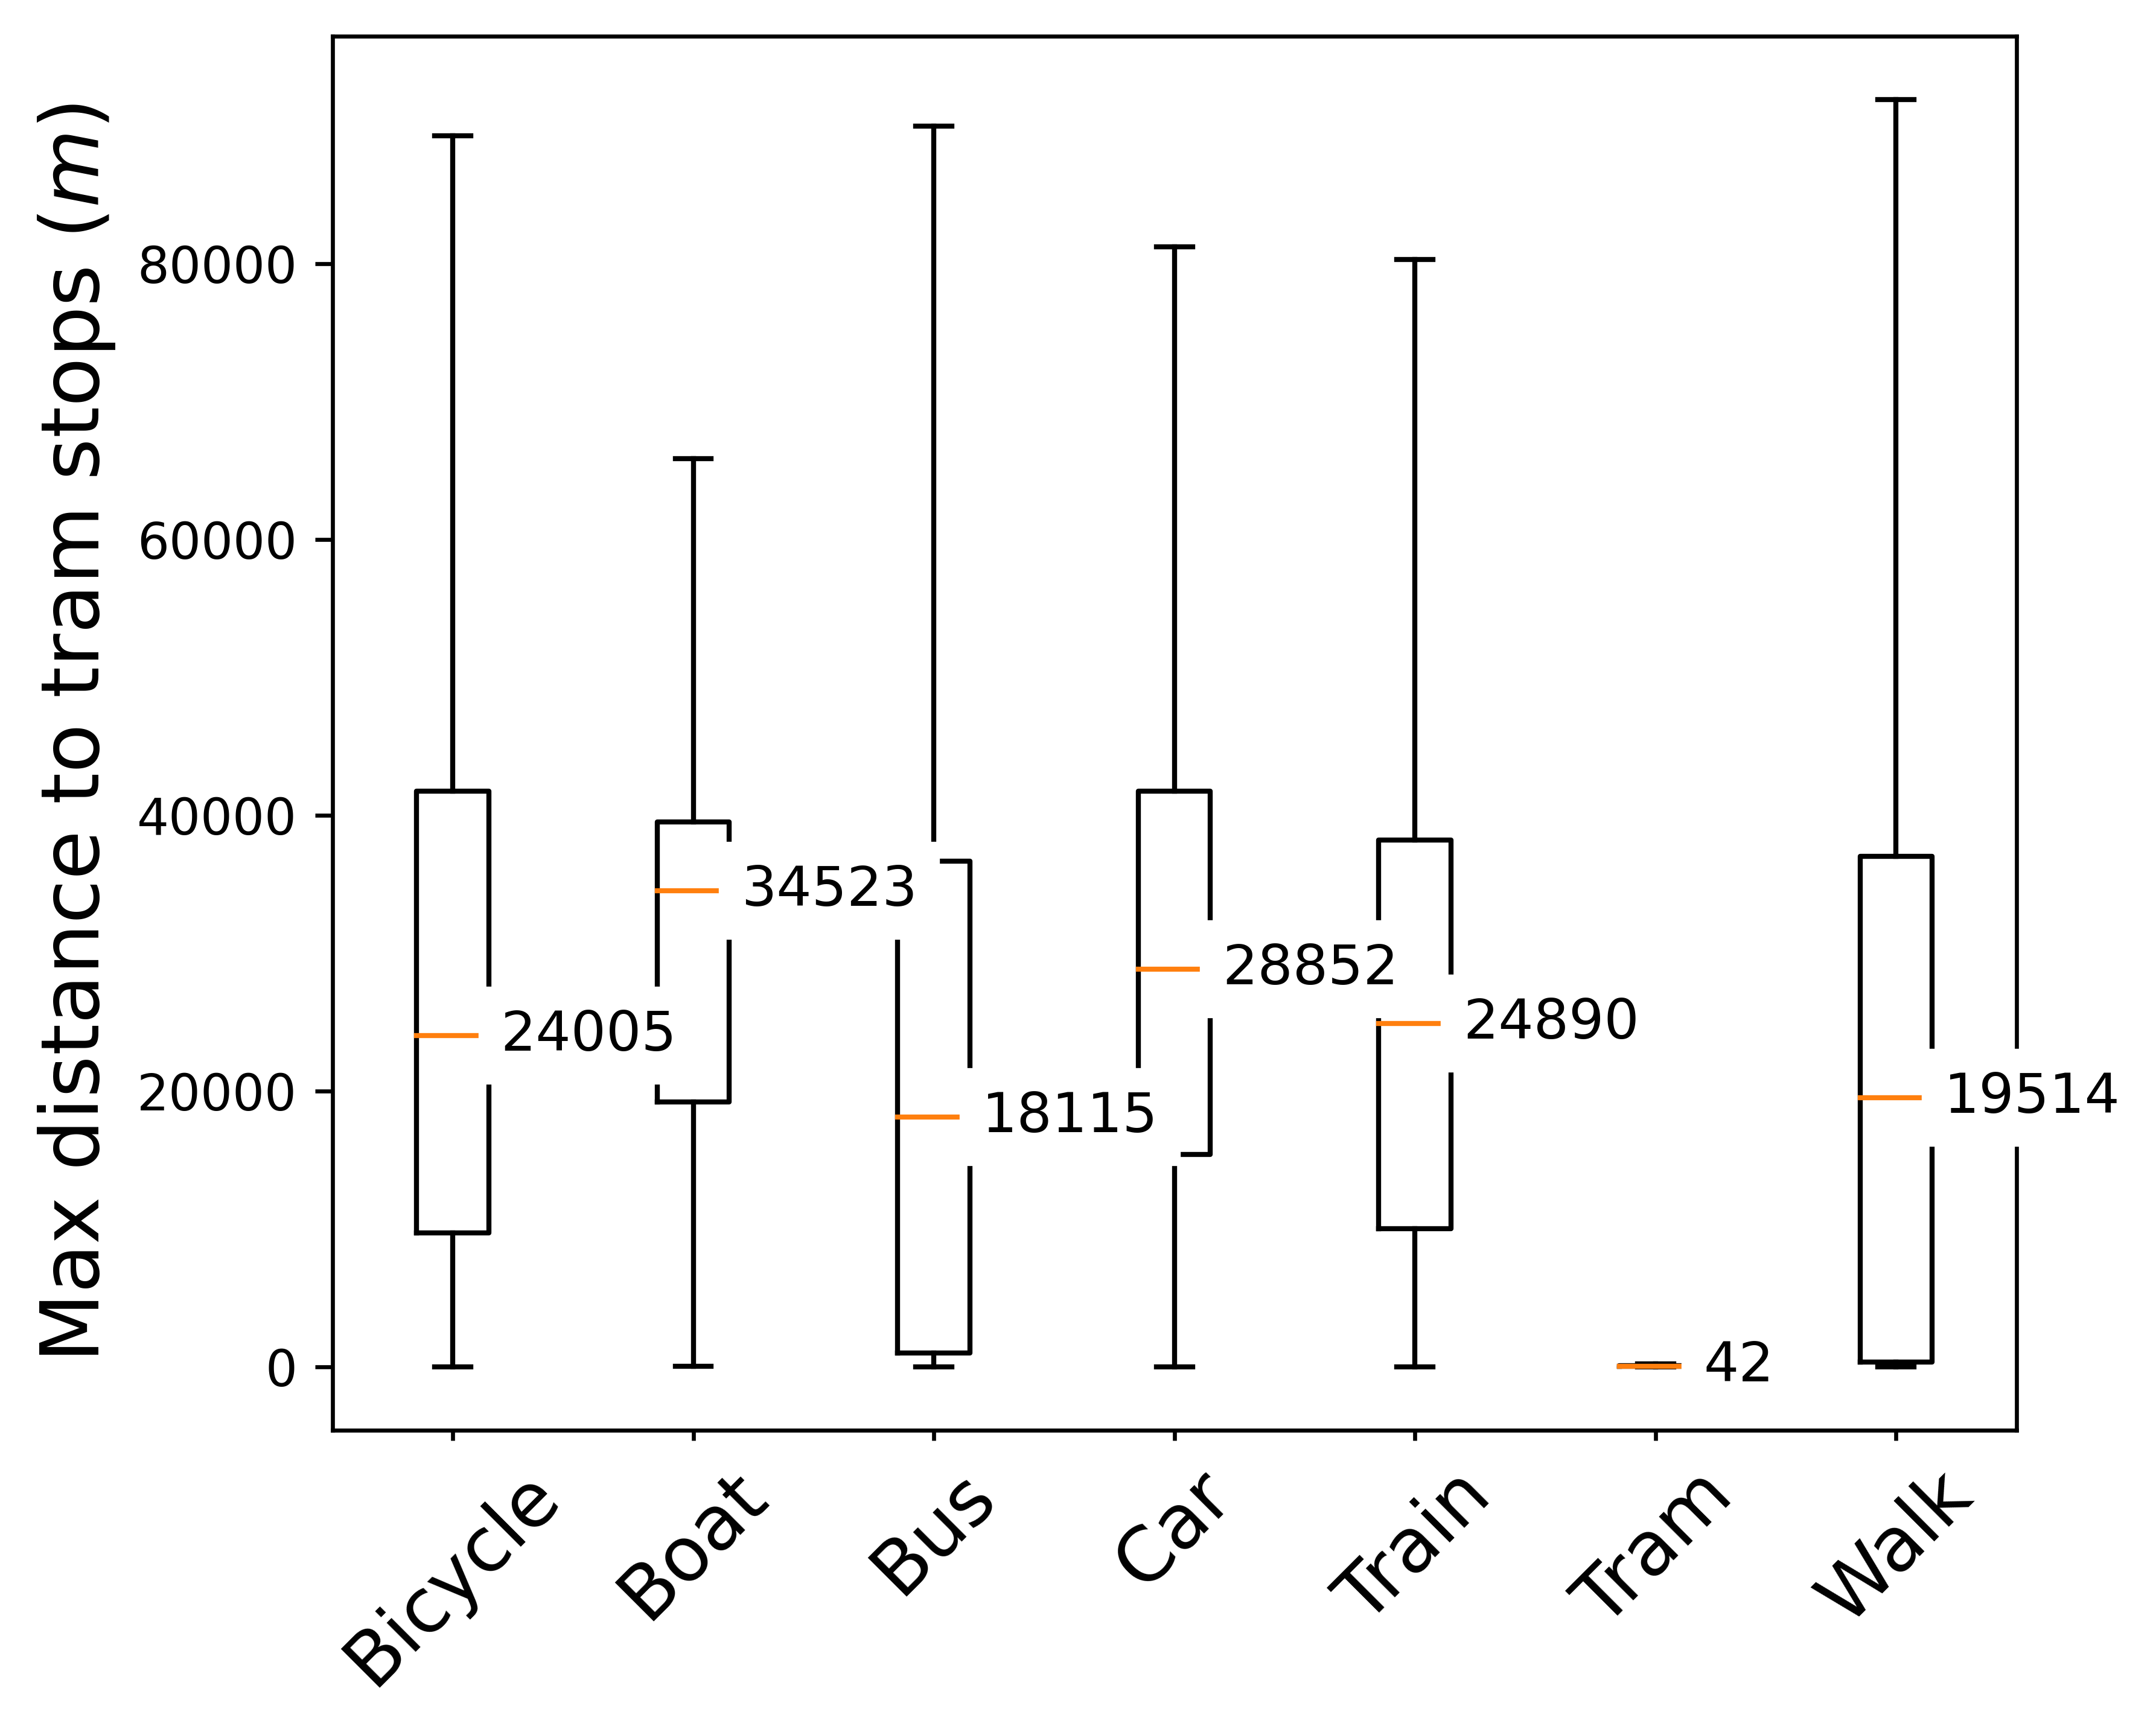 Max distance to tram stops (m)
80000
60000
40000
20000
0
24005
34523
18115
28852
24890
42
19514
Bicycle
Boat
Bus
Car
Train
Tram
Walk